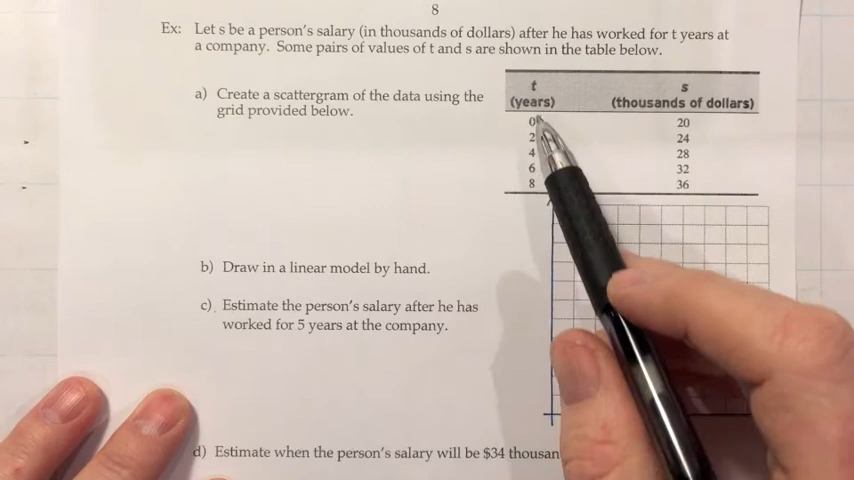 8
Ex: Let s be a person's salary (in thousands of dollars) after he has worked for t years at
a company. Some pairs of values of t and s are shown in the table below.
a) Create a scattergram of the data using the
grid provided below.
t s
(years) (thousands of dollars)
0 20
2 24
4 28
6 32
8 36
b) Draw in a linear model by hand.
c) Estimate the person's salary after he has
worked for 5 years at the company.
d) Estimate when the person's salary will be $34